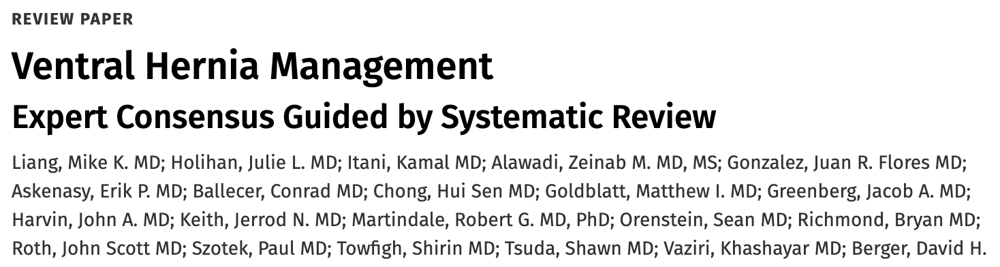 REVIEW PAPER
Ventral Hernia Management
Expert Consensus Guided by Systematic Review
Liang, Mike K. MD; Holihan, Julie L. MD; Itani, Kamal MD; Alawadi, Zeinab M. MD, MS; Gonzalez, Juan R. Flores MD;
Askenasy, Erik P. MD; Ballecer, Conrad MD; Chong, Hui Sen MD; Goldblatt, Matthew I. MD; Greenberg, Jacob A. MD;
Harvin, John A. MD; Keith, Jerrod N. MD; Martindale, Robert G. MD, PhD; Orenstein, Sean MD; Richmond, Bryan MD;
Roth, John Scott MD; Szotek, Paul MD; Towfigh, Shirin MD; Tsuda, Shawn MD; Vaziri, Khashayar MD; Berger, David H.